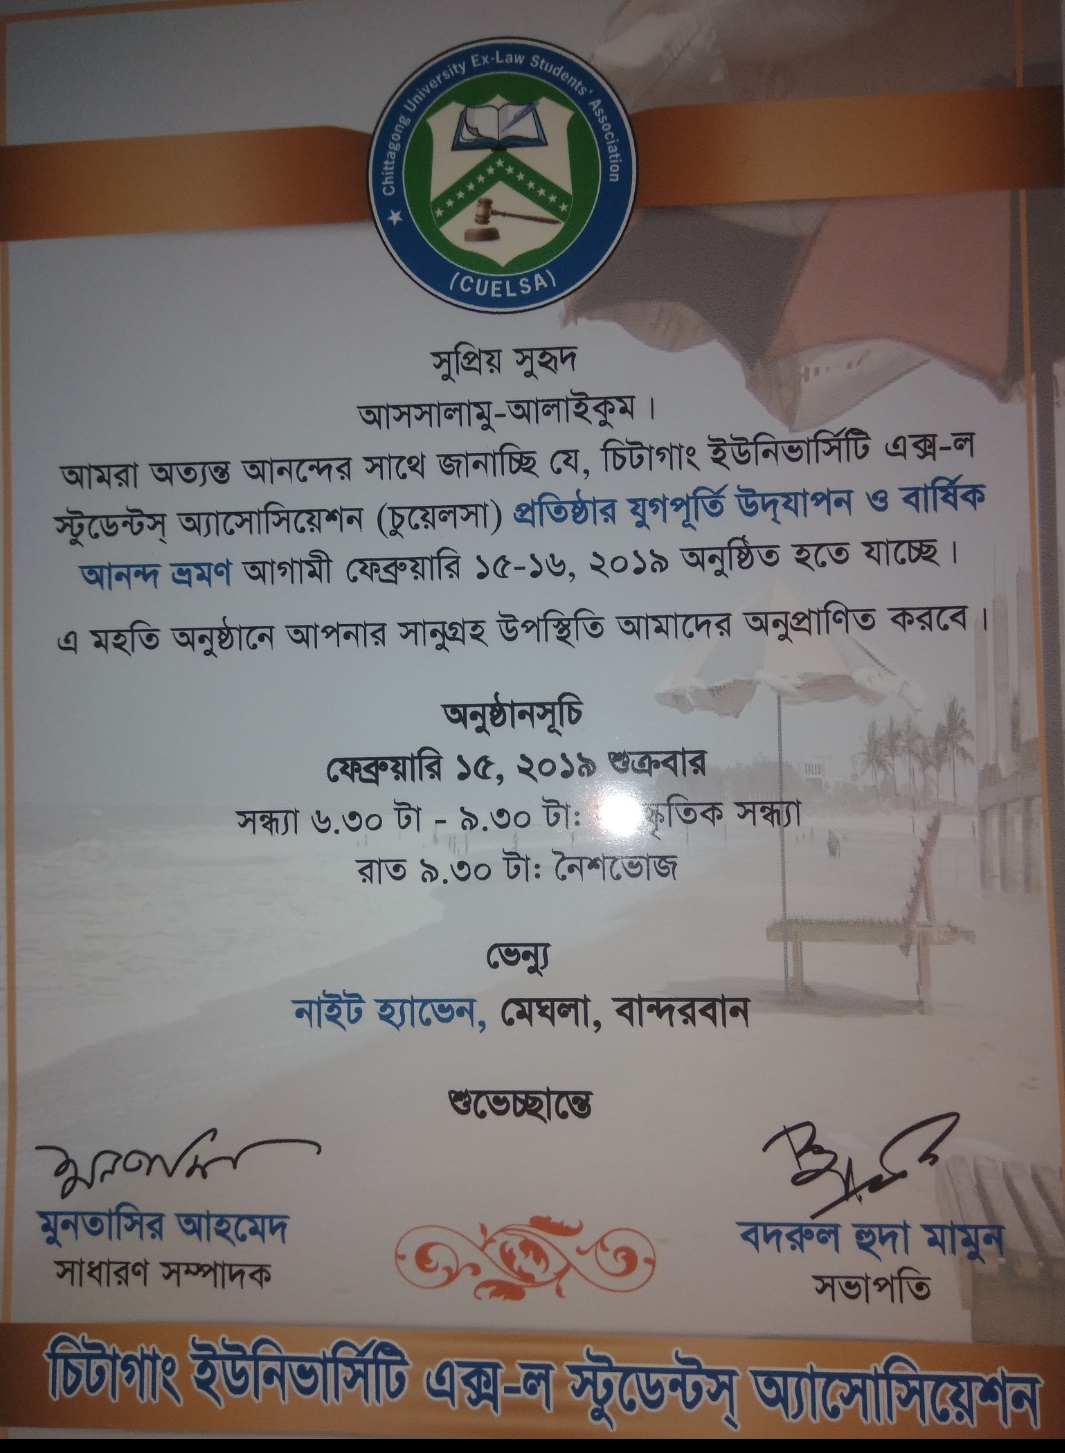 Chittagong University Ex-Law Students' Association
(CUELSA)
সুপ্রিয় সুহৃদ
আসসালামু-আলাইকুম।
আমরা অত্যন্ত আনন্দের সাথে জানাচ্ছি যে, চিটাগাং ইউনিভার্সিটি এক্স-ল
স্টুডেন্টস্ অ্যাসোসিয়েশন (চুয়েলসা) প্রতিষ্ঠার যুগপূর্তি উদ্‌যাপন ও বার্ষিক
আনন্দ ভ্রমণ আগামী ফেব্রুয়ারি ১৫-১৬, ২০১৯ অনুষ্ঠিত হতে যাচ্ছে।
এ মহতি অনুষ্ঠানে আপনার সানুগ্রহ উপস্থিতি আমাদের অনুপ্রাণিত করবে।
অনুষ্ঠানসূচি
ফেব্রুয়ারি ১৫, ২০১৯ শুক্রবার
সন্ধ্যা ৬.৩০ টা - ৯.৩০ টা: সন্ধ্যা
রাত ৯.৩০ টা: নৈশভোজ
ভেন্যু
নাইট হ্যাভেন, মেঘলা, বান্দরবান
শুভেচ্ছান্তে
মুনতাসির আহমেদ
সাধারণ সম্পাদক
বদরুল হুদা মামুন
সভাপতি
চিটাগাং ইউনিভার্সিটি এক্স-ল স্টুডেন্টস্ অ্যাসোসিয়েশন